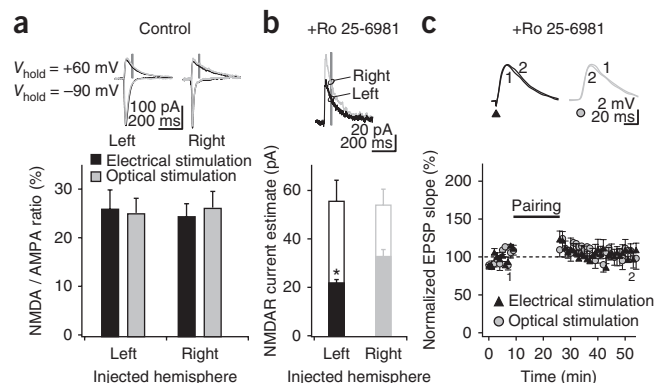 a
Control
Vhold = +60 mV
Vhold = –90 mV
100 pA
200 ms
Left
Right
Electrical stimulation
Optical stimulation
NMDA / AMPA ratio (%)
30
20
10
0
Left
Right
Injected hemisphere
b
+Ro 25-6981
Right
Left
20 pA
200 ms
NMDAR current estimate (pA)
60
40
20
0
*
Left
Right
Injected hemisphere
c
+Ro 25-6981
2
1
2
1
2 mV
20 ms
Normalized EPSP slope (%)
200
150
100
50
0
Pairing
1
2
Electrical stimulation
Optical stimulation
0 10 20 30 40 50
Time (min)